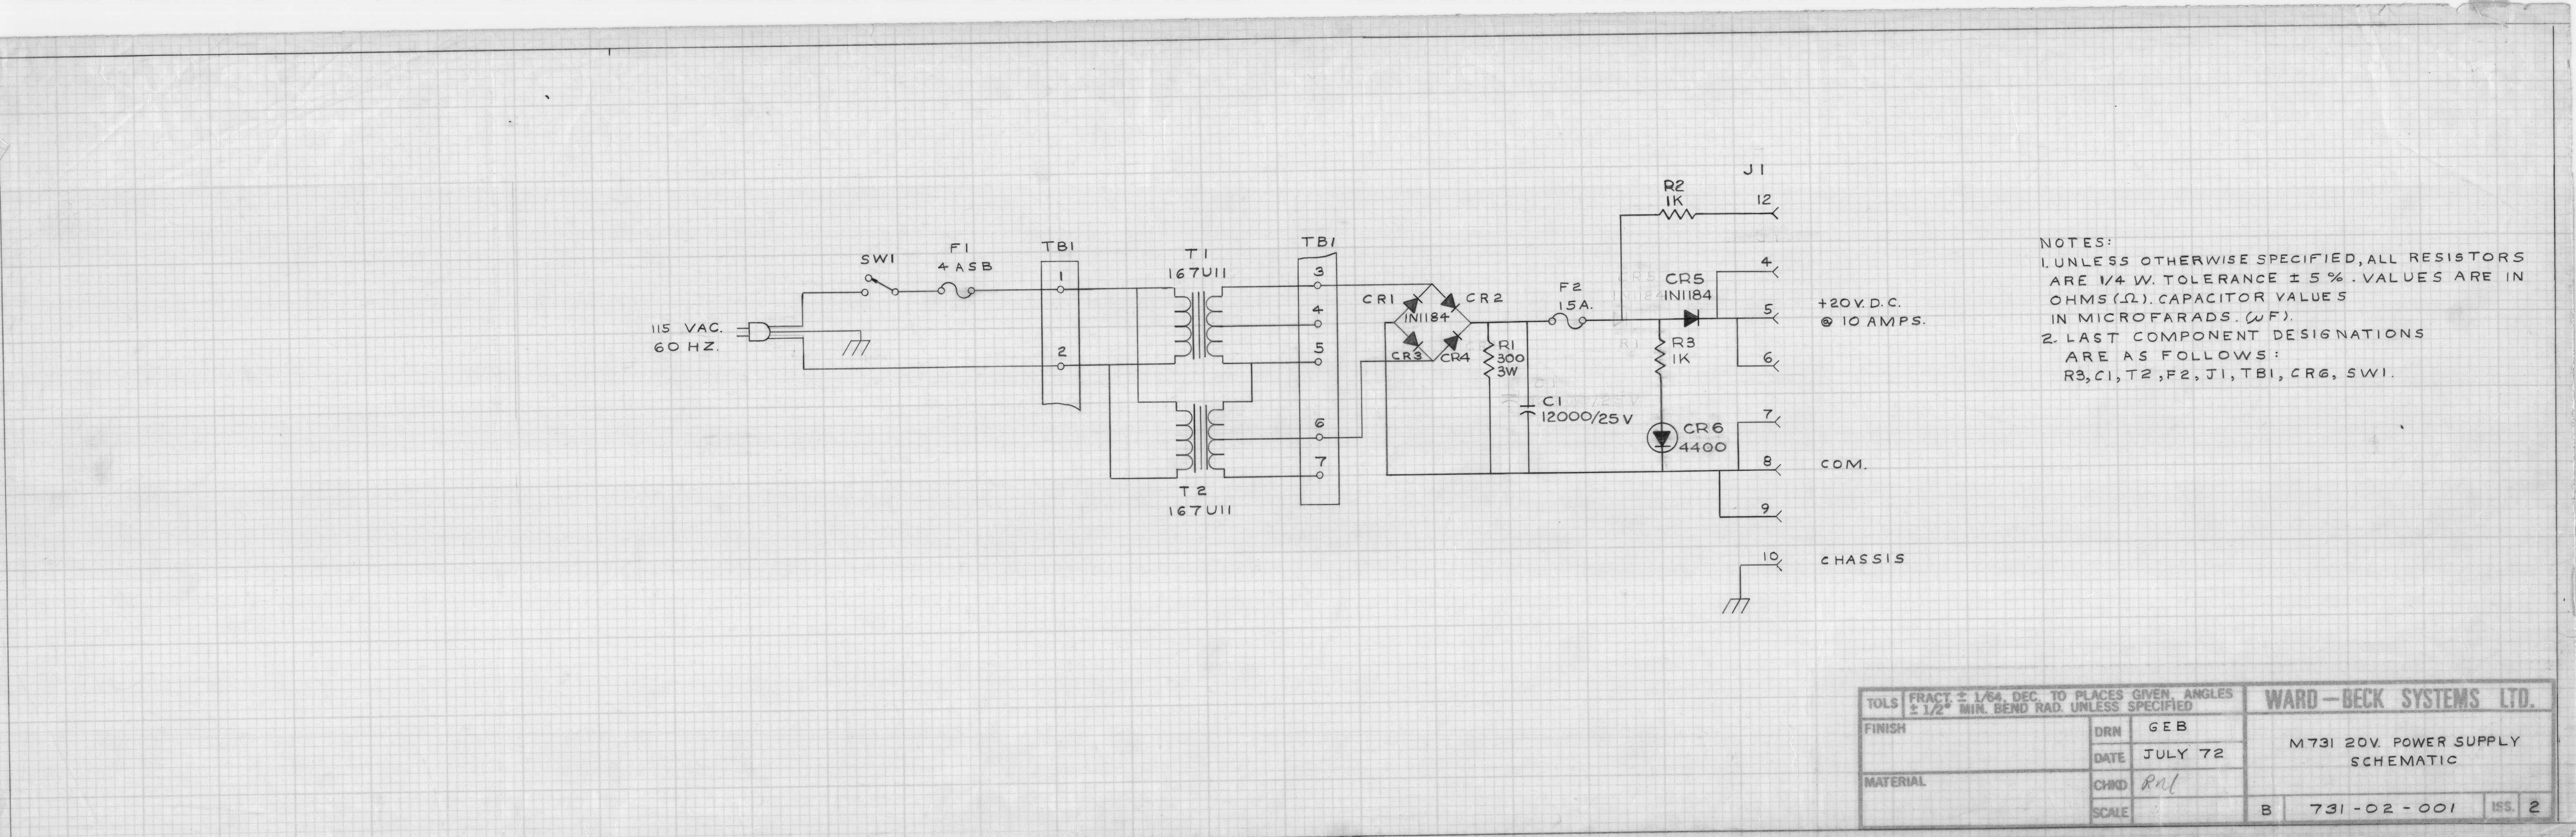 J1
R2
1K
12
4
CR5
1N1184
5
+20V. D.C.
@ 10 AMPS.
6
SW1
F1
4 ASB
TB1
1
2
115 VAC.
60 HZ.
T1
167U11
T2
167U11
TB1
3
4
5
6
7
CR1
CR2
1N1184
CR3
CR4
R1
300
3W
F2
15A.
C1
12000/25V
R3
1K
CR6
4400
7
8
COM.
9
10
CHASSIS
NOTES:
1. UNLESS OTHERWISE SPECIFIED, ALL RESISTORS
ARE 1/4 W. TOLERANCE ± 5 %. VALUES ARE IN
OHMS (Ω). CAPACITOR VALUES
IN MICROFARADS. (μF).
2. LAST COMPONENT DESIGNATIONS
ARE AS FOLLOWS:
R3, C1, T2, F2, J1, TB1, CR6, SW1.
TOLS
FRACT. ± 1/64, DEC. TO PLACES GIVEN, ANGLES
± 1/2° MIN. BEND RAD. UNLESS SPECIFIED
FINISH
MATERIAL
DRN GEB
DATE JULY 72
CHKD
SCALE
WARD-BECK SYSTEMS LTD.
M731 20V. POWER SUPPLY
SCHEMATIC
B 731-02-001 ISS. 2